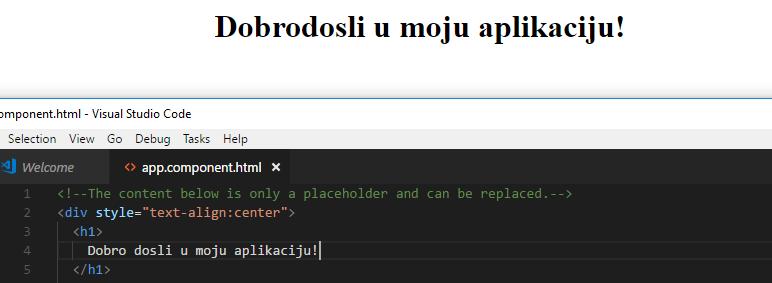 Dobrodosli u moju aplikaciju!
omponent.html - Visual Studio Code
Selection View Go Debug Tasks Help
Welcome app.component.html ×
1 <!--The content below is only a placeholder and can be replaced.-->
2 <div style="text-align:center">
3 <h1>
4 Dobro dosli u moju aplikaciju!
5 </h1>